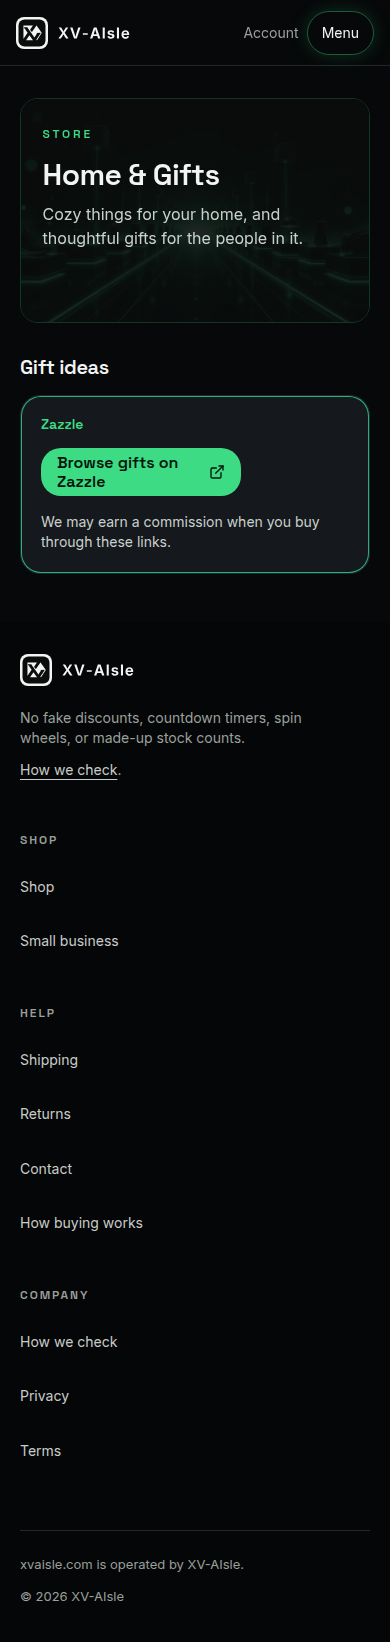 XV-AIsle
Account
Menu
STORE
Home & Gifts
Cozy things for your home, and
thoughtful gifts for the people in it.
Gift ideas
Zazzle
Browse gifts on
Zazzle
We may earn a commission when you buy
through these links.
XV-AIsle
No fake discounts, countdown timers, spin
wheels, or made-up stock counts.
How we check.
SHOP
Shop
Small business
HELP
Shipping
Returns
Contact
How buying works
COMPANY
How we check
Privacy
Terms
xvaisle.com is operated by XV-AIsle.
© 2026 XV-AIsle